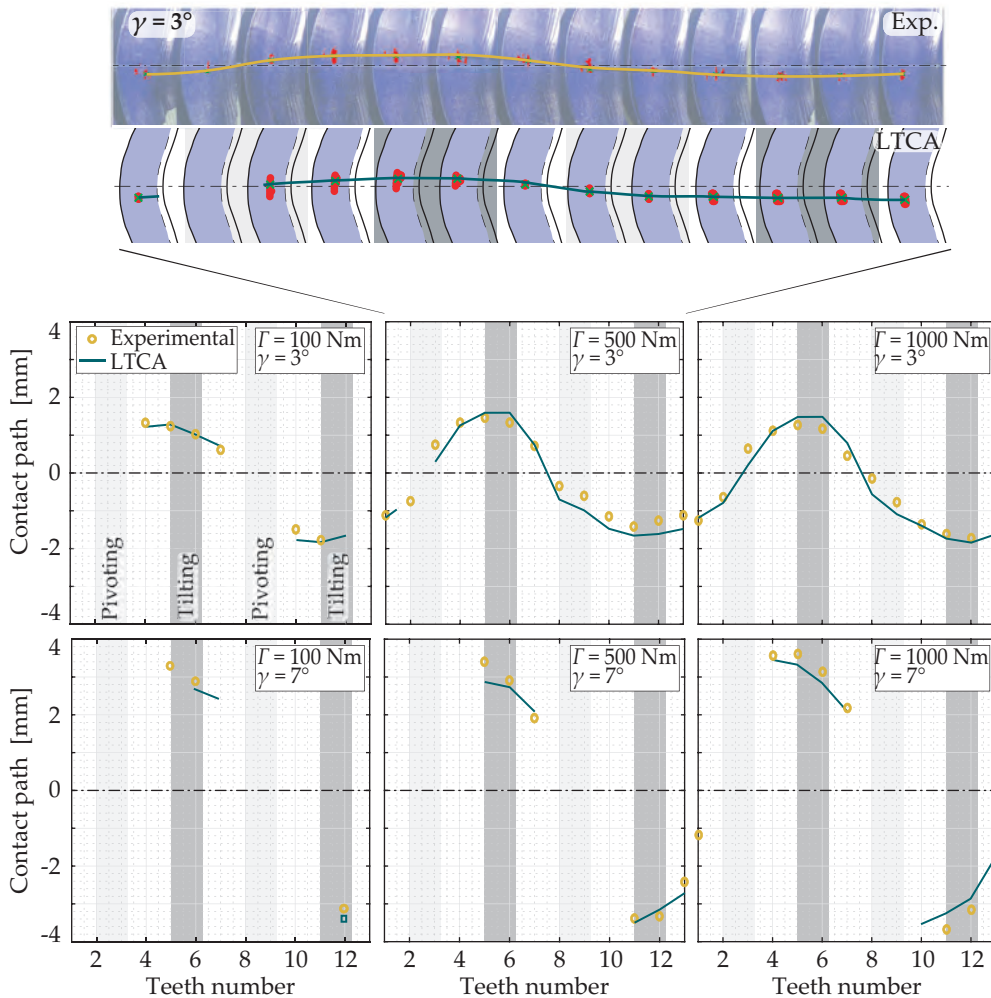 γ = 3°
Exp.
LTCA
Experimental
LTCA
Γ = 100 Nm
γ = 3°
Γ = 500 Nm
γ = 3°
Γ = 1000 Nm
γ = 3°
4
2
0
-2
-4
Contact path [mm]
Pivoting
Tilting
Pivoting
Tilting
Γ = 100 Nm
γ = 7°
Γ = 500 Nm
γ = 7°
Γ = 1000 Nm
γ = 7°
4
2
0
-2
-4
Contact path [mm]
2 4 6 8 10 12
2 4 6 8 10 12
2 4 6 8 10 12
Teeth number
Teeth number
Teeth number